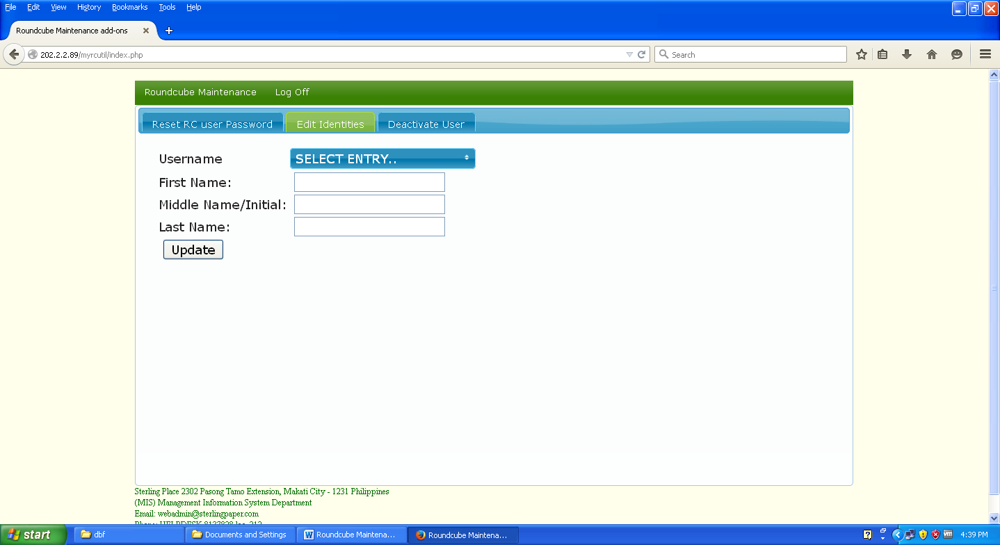 File Edit View History Bookmarks Tools Help
Roundcube Maintenance add-ons
202.2.2.89/myrcutil/index.php
Search
Roundcube Maintenance Log Off
Reset RC user Password Edit Identities Deactivate User
Username SELECT ENTRY..
First Name:
Middle Name/Initial:
Last Name:
Update
Sterling Place 2302 Pasong Tamo Extension, Makati City - 1231 Philippines
(MIS) Management Information System Department
Email: webadmin@sterlingpaper.com
Phone: HELPDESK 8137828 loc. 212
start dbf Documents and Settings Roundcube Maintena... Roundcube Maintena... 4:39 PM